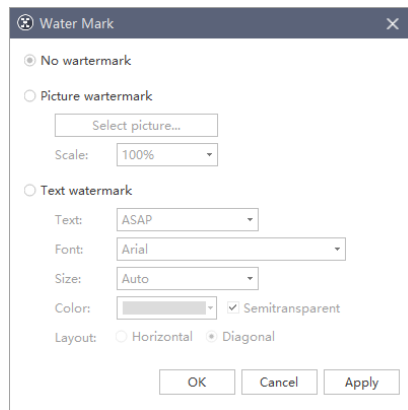 Water Mark
No wartermark
Picture wartermark
Select picture...
Scale: 100%
Text watermark
Text: ASAP
Font: Arial
Size: Auto
Color: Semitransparent
Layout: Horizontal Diagonal
OK Cancel Apply